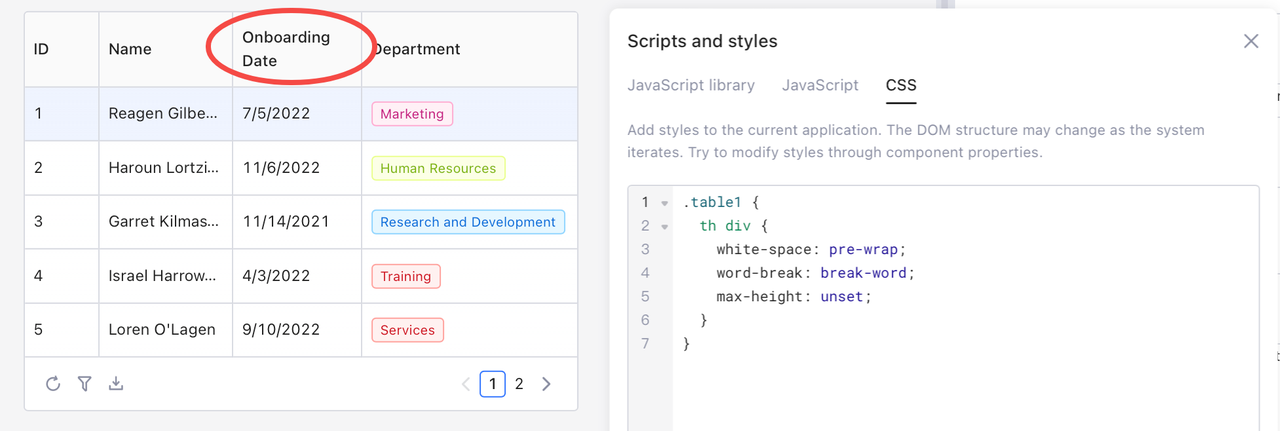 ID Name Onboarding Date Department
1 Reagen Gilbe... 7/5/2022 Marketing
2 Haroun Lortzi... 11/6/2022 Human Resources
3 Garret Kilmas... 11/14/2021 Research and Development
4 Israel Harrow... 4/3/2022 Training
5 Loren O'Lagen 9/10/2022 Services
1 2
Scripts and styles
JavaScript library JavaScript CSS
Add styles to the current application. The DOM structure may change as the system
iterates. Try to modify styles through component properties.
1 .table1 {
2 th div {
3 white-space: pre-wrap;
4 word-break: break-word;
5 max-height: unset;
6 }
7 }